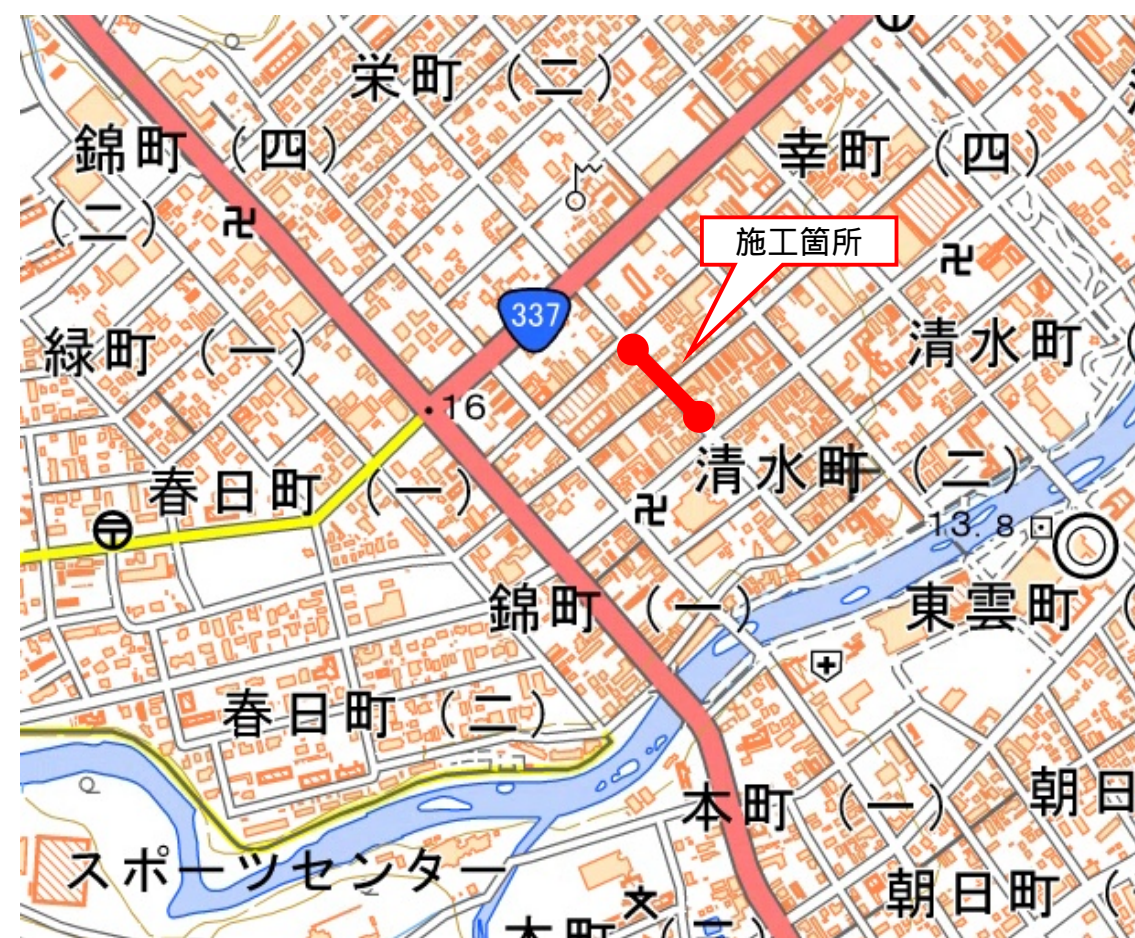 栄町 (二)
錦町 (四)
幸町 (四)
(二)
施工箇所
337
緑町 (一)
清水町 (
16
春日町 (一)
清水町 (二)
13.8
錦町 (一)
東雲町 (
春日町 (二)
本町 (一)
朝日
スポーツセンター
朝日町 (
本町 (二)